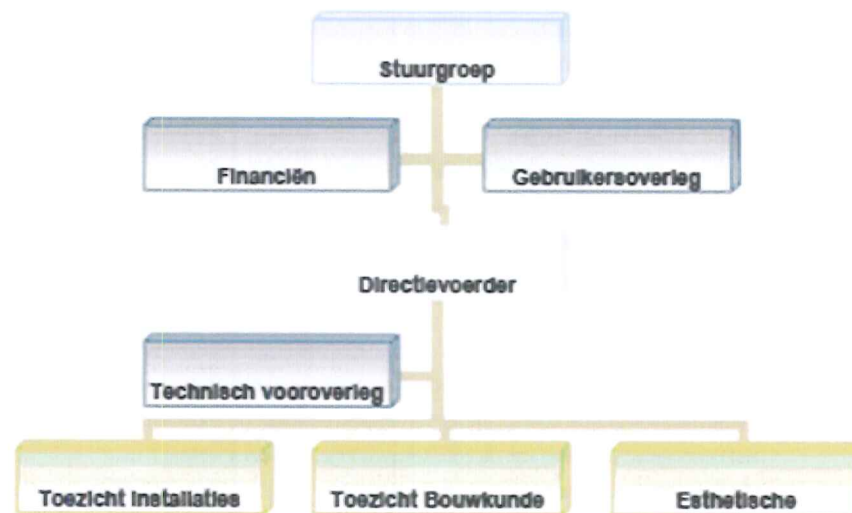 Stuurgroep
Financiën
Gebruikersoverleg
Directievoerder
Technisch vooroverleg
Toezicht Installaties
Toezicht Bouwkunde
Esthetische